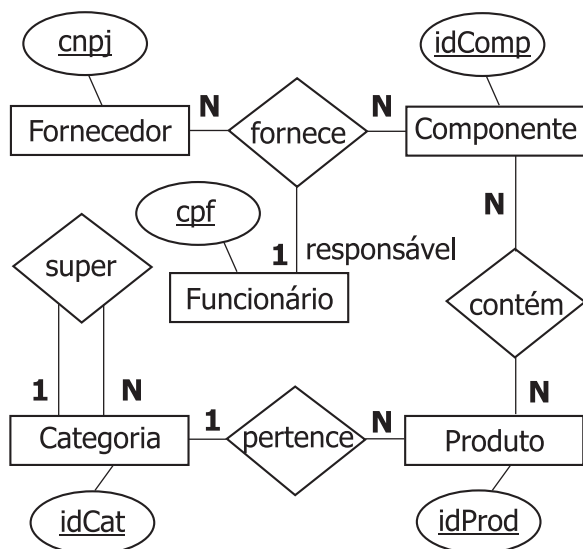 cnpj
idComp
Fornecedor
N
fornece
N
Componente
cpf
N
super
1
responsável
Funcionário
contém
1
N
N
Categoria
1
pertence
N
Produto
idCat
idProd